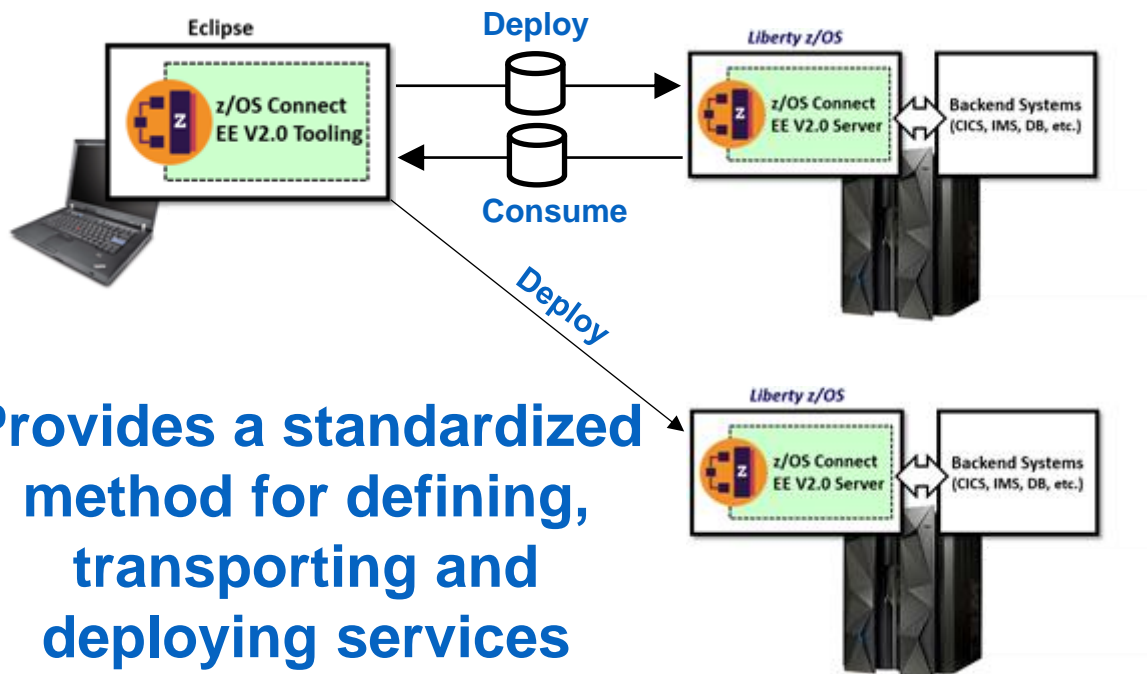 Eclipse
Deploy
Liberty z/OS
z/OS Connect
EE V2.0 Tooling
z
z/OS Connect
EE V2.0 Server
z
Backend Systems
(CICS, IMS, DB, etc.)
Consume
Deploy
Liberty z/OS
z/OS Connect
EE V2.0 Server
z
Backend Systems
(CICS, IMS, DB, etc.)
Provides a standardized
method for defining,
transporting and
deploying services